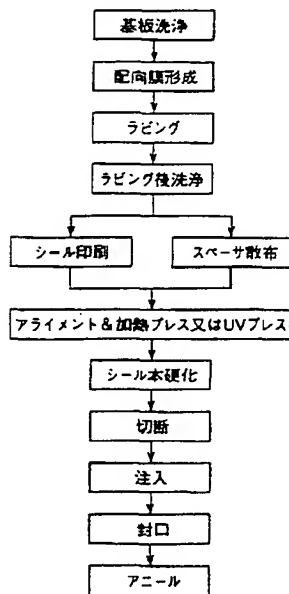 基板洗浄
配向膜形成
ラビング
ラビング後洗浄
シール印刷
スペーサ散布
アライメント&加熱プレス又はUVプレス
シール本硬化
切断
注入
封口
アニール